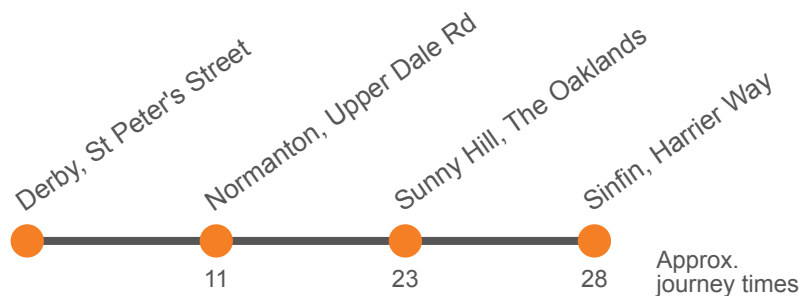 Derby, St Peter's Street
Normanton, Upper Dale Rd
Sunny Hill, The Oaklands
Sinfin, Harrier Way
11
23
28
Approx.
journey times